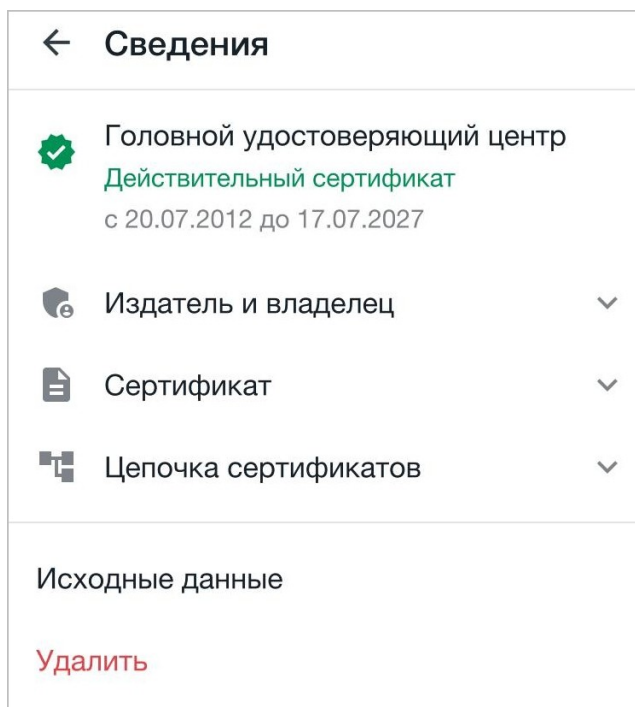 Сведения
Головной удостоверяющий центр
Действительный сертификат
с 20.07.2012 до 17.07.2027
Издатель и владелец
Сертификат
Цепочка сертификатов
Исходные данные
Удалить